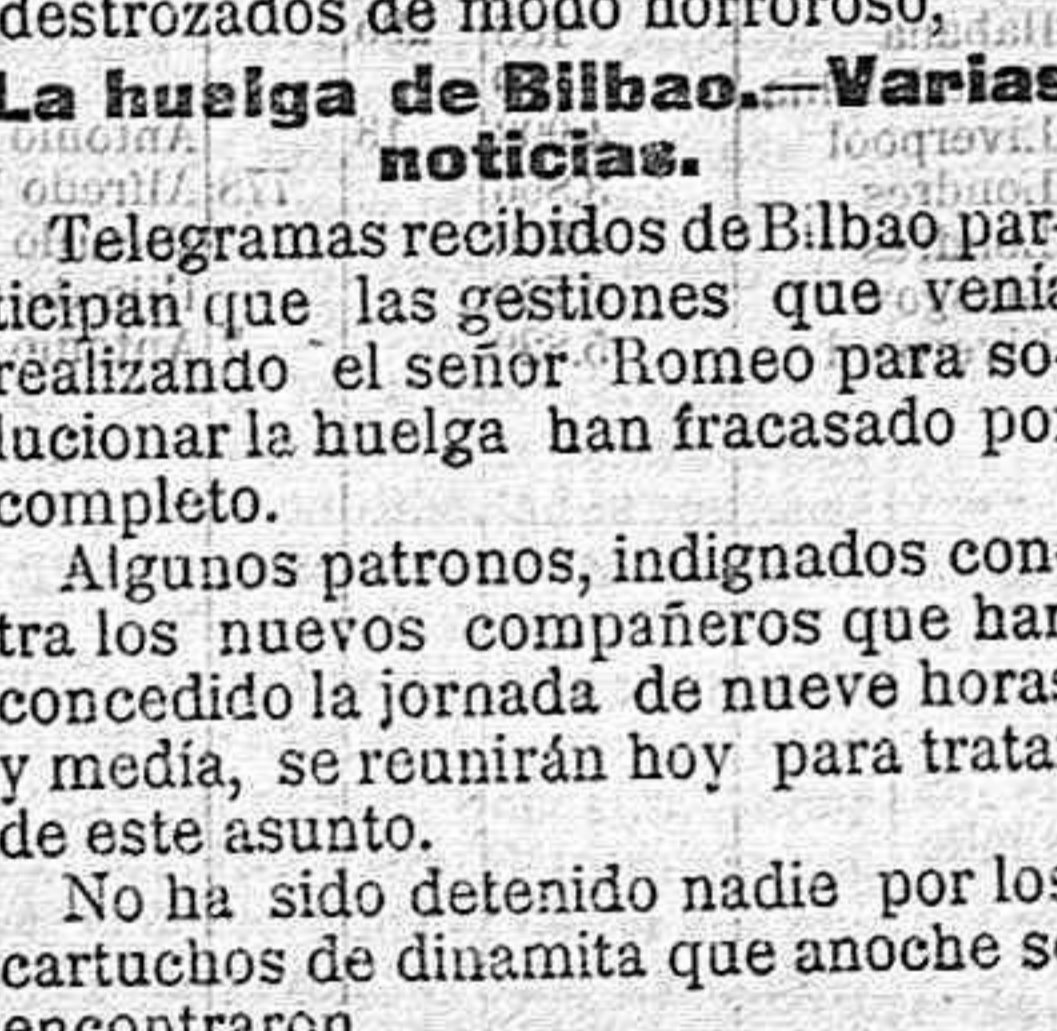 destrozados de modo horroroso,
La huelga de Bilbao.—Varias
noticias.
Telegramas recibidos de Bilbao par-
ticipan que las gestiones que venía
realizando el señor Romeo para so-
lucionar la huelga han fracasado por
completo.
Algunos patronos, indignados con-
tra los nuevos compañeros que han
concedido la jornada de nueve horas
y medía, se reunirán hoy para tratar
de este asunto.
No ha sido detenido nadie por los
cartuchos de dinamita que anoche se
encontraron